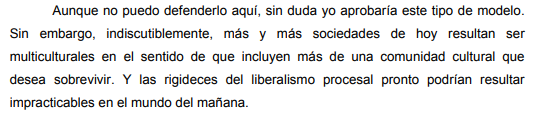 Aunque no puedo defenderlo aquí, sin duda yo aprobaría este tipo de modelo.
Sin embargo, indiscutiblemente, más y más sociedades de hoy resultan ser
multiculturales en el sentido de que incluyen más de una comunidad cultural que
desea sobrevivir. Y las rigideces del liberalismo procesal pronto podrían resultar
impracticables en el mundo del mañana.